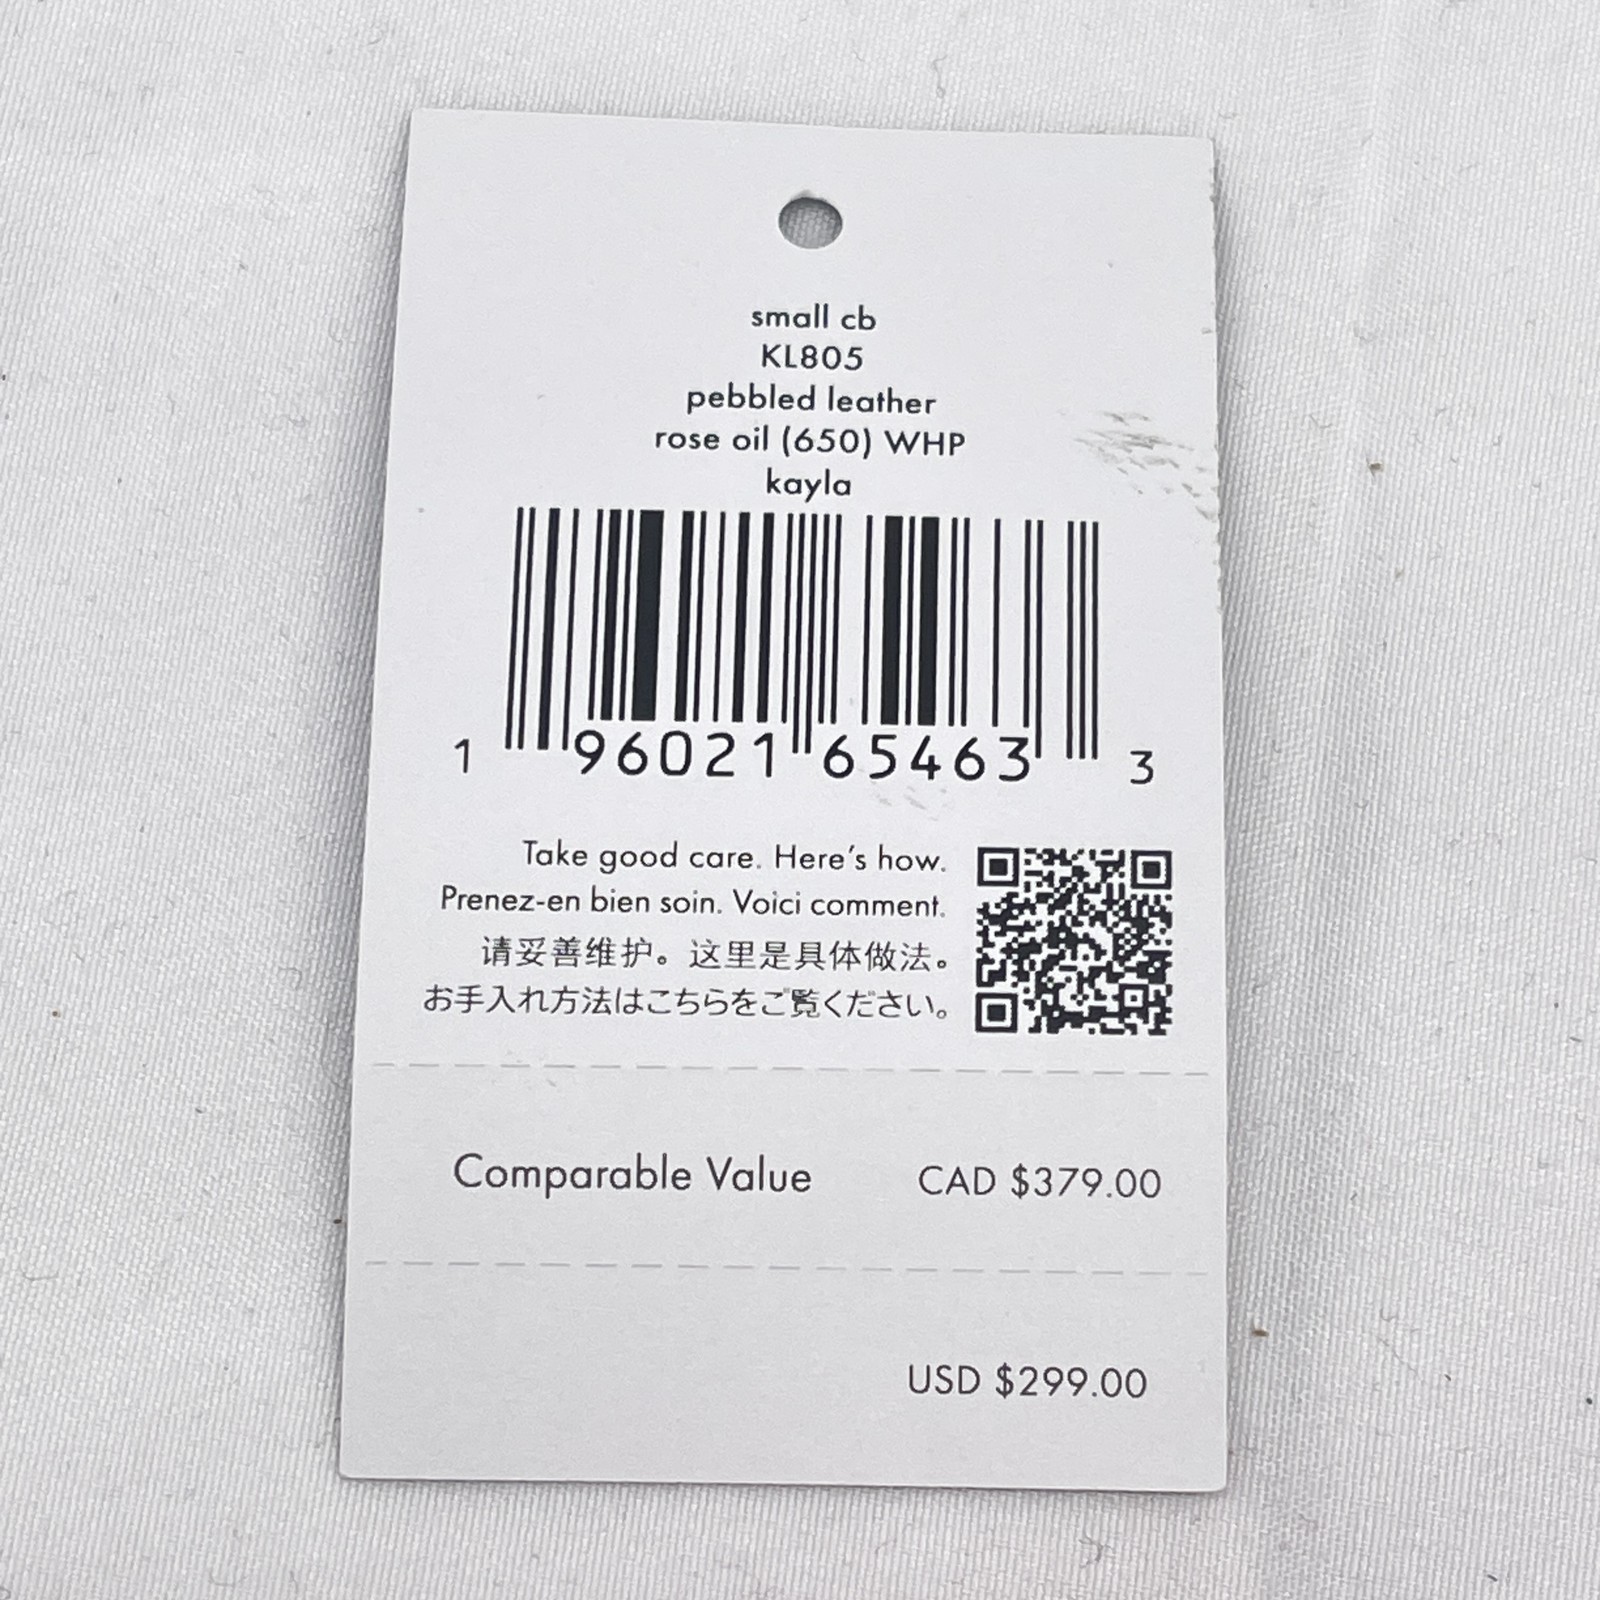 small cb
KL805
pebbled leather
rose oil (650) WHP
kayla
1 96021 65463 3
Take good care. Here's how.
Prenez-en bien soin. Voici comment.
请妥善维护。这里是具体做法。
お手入れ方法はこちらをご覧ください。
Comparable Value CAD $379.00
USD $299.00